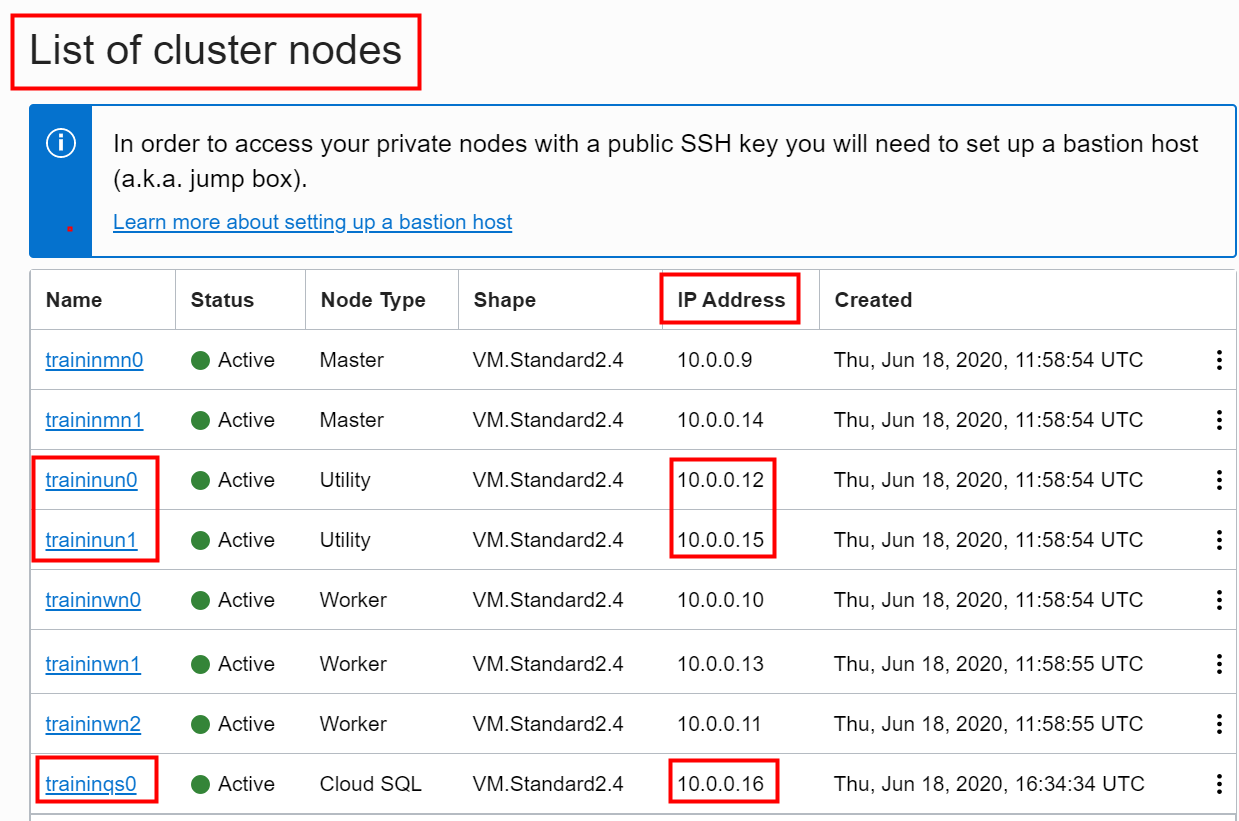 List of cluster nodes
In order to access your private nodes with a public SSH key you will need to set up a bastion host
(a.k.a. jump box).
Learn more about setting up a bastion host
Name Status Node Type Shape IP Address Created
traininmn0 Active Master VM.Standard2.4 10.0.0.9 Thu, Jun 18, 2020, 11:58:54 UTC
traininmn1 Active Master VM.Standard2.4 10.0.0.14 Thu, Jun 18, 2020, 11:58:54 UTC
traininun0 Active Utility VM.Standard2.4 10.0.0.12 Thu, Jun 18, 2020, 11:58:54 UTC
traininun1 Active Utility VM.Standard2.4 10.0.0.15 Thu, Jun 18, 2020, 11:58:54 UTC
traininwn0 Active Worker VM.Standard2.4 10.0.0.10 Thu, Jun 18, 2020, 11:58:54 UTC
traininwn1 Active Worker VM.Standard2.4 10.0.0.13 Thu, Jun 18, 2020, 11:58:55 UTC
traininwn2 Active Worker VM.Standard2.4 10.0.0.11 Thu, Jun 18, 2020, 11:58:55 UTC
traininqs0 Active Cloud SQL VM.Standard2.4 10.0.0.16 Thu, Jun 18, 2020, 16:34:34 UTC